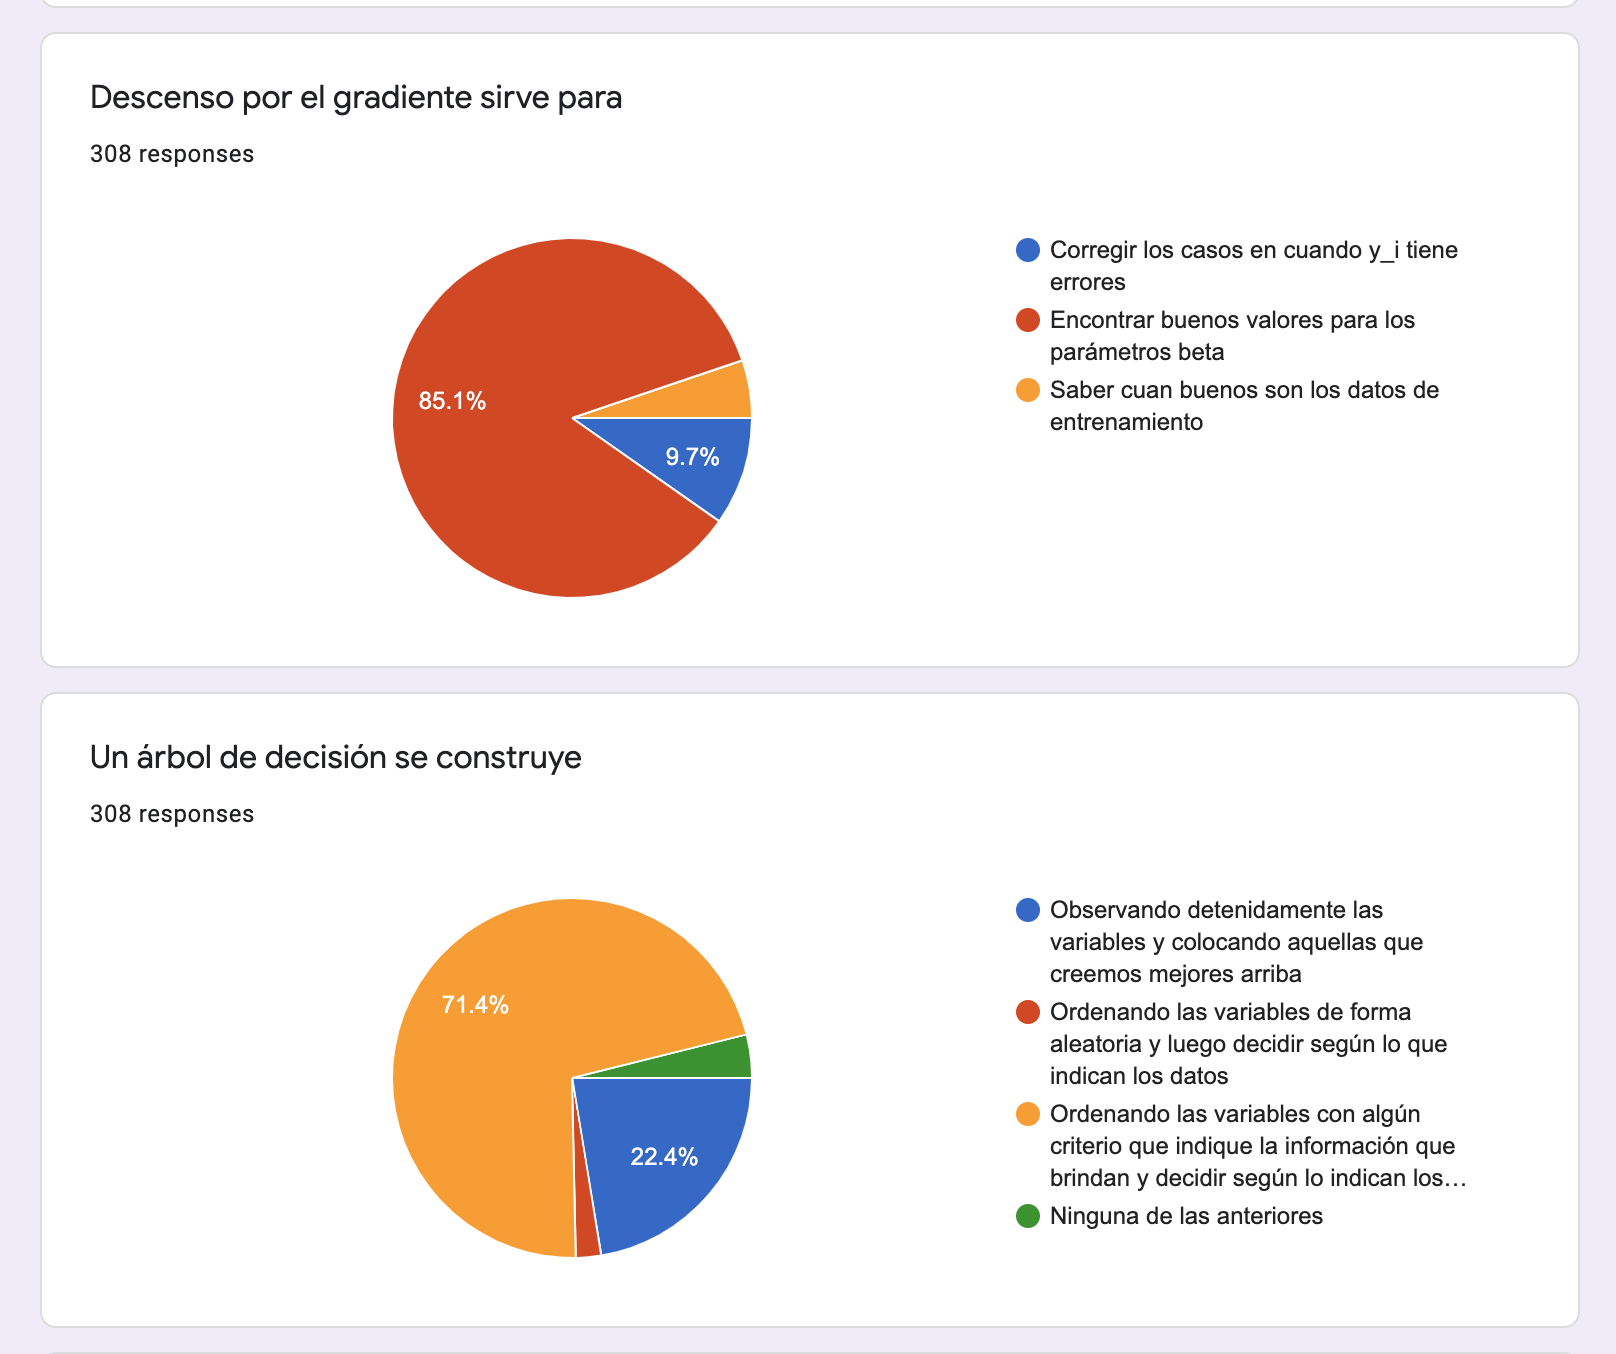 Descenso por el gradiente sirve para
308 responses
85.1%
9.7%
Corregir los casos en cuando y_i tiene
errores
Encontrar buenos valores para los
parámetros beta
Saber cuan buenos son los datos de
entrenamiento
Un árbol de decisión se construye
308 responses
71.4%
22.4%
Observando detenidamente las
variables y colocando aquellas que
creemos mejores arriba
Ordenando las variables de forma
aleatoria y luego decidir según lo que
indican los datos
Ordenando las variables con algún
criterio que indique la información que
brindan y decidir según lo indican los…
Ninguna de las anteriores